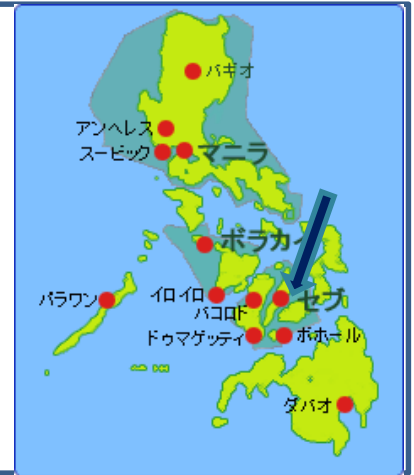 バギオ
アンヘレス
スービック
マニラ
ボラカイ
パラワン
イロイロ
バコロド
セブ
ドゥマゲッティ
ボホール
ダバオ